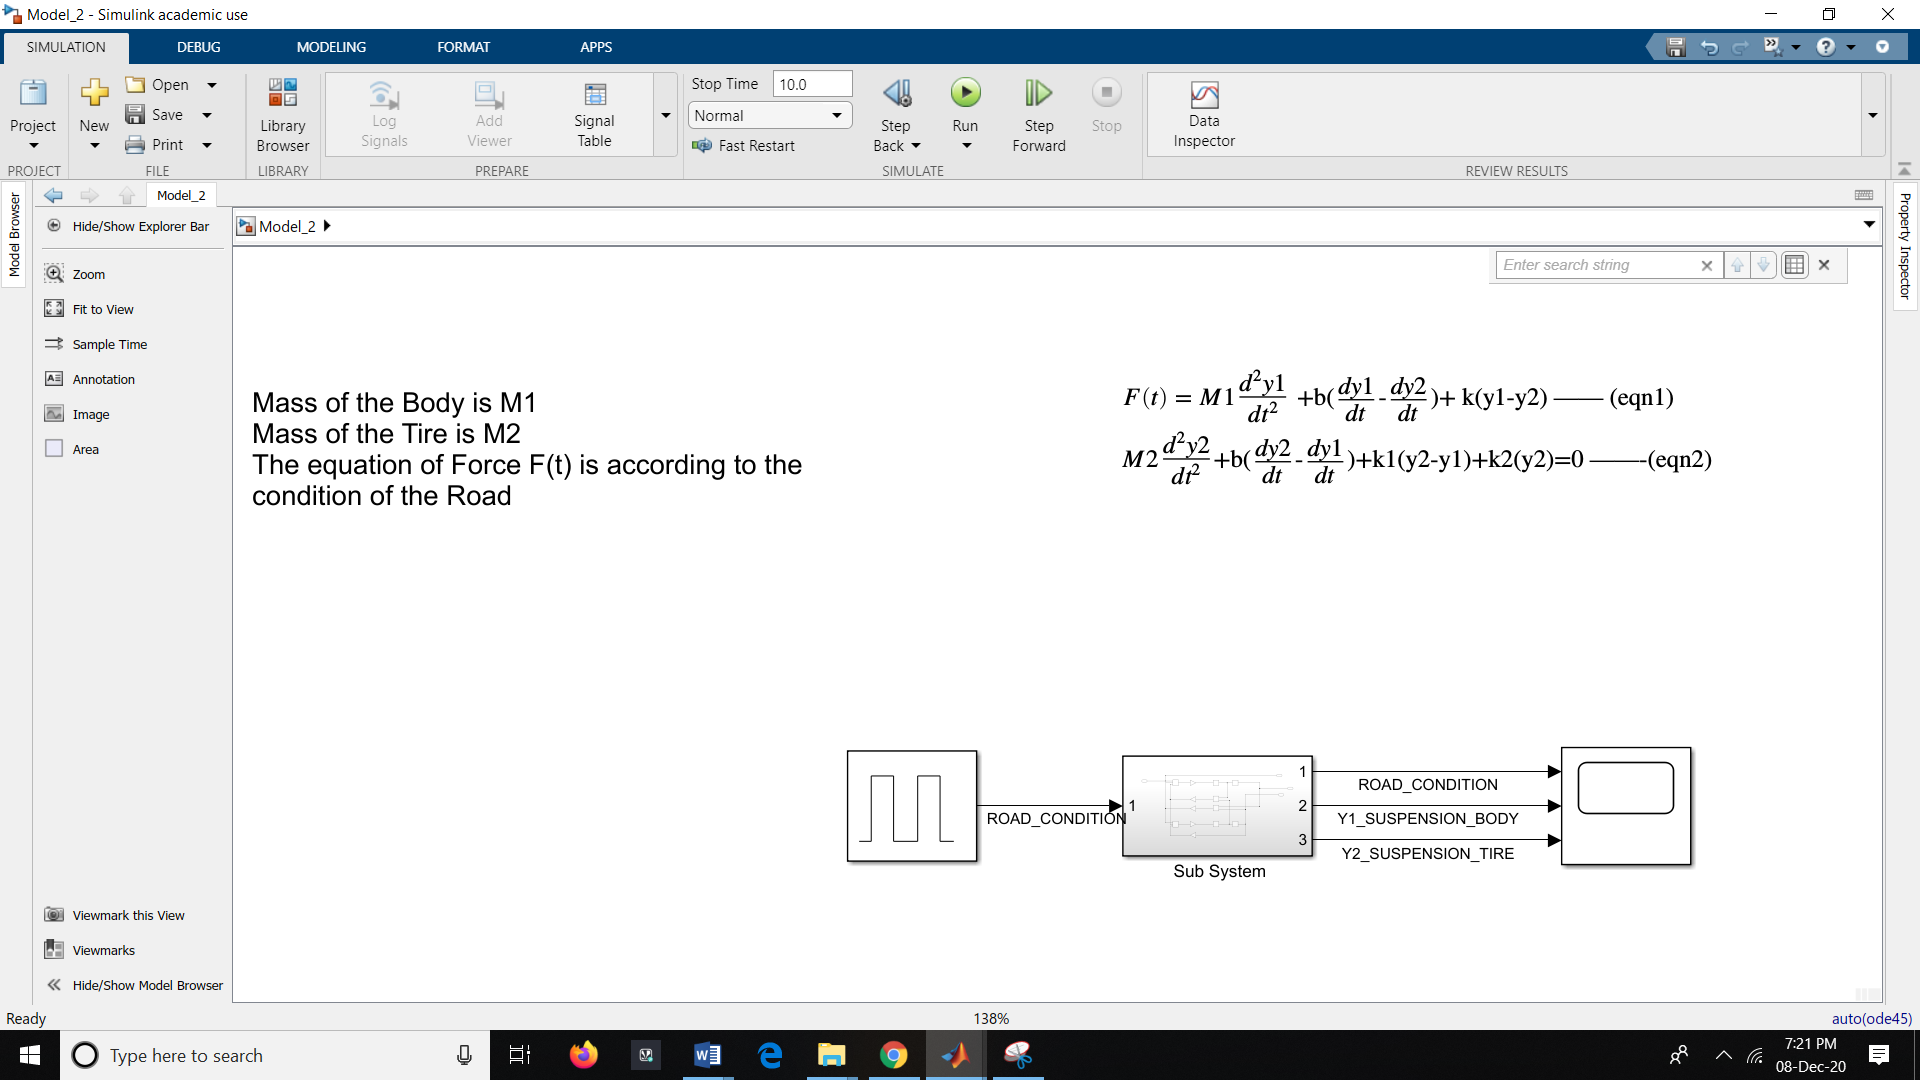 Model_2 - Simulink academic use
SIMULATION DEBUG MODELING FORMAT APPS
Project
PROJECT
New
Open
Save
Print
FILE
Library
Browser
LIBRARY
Log
Signals
Add
Viewer
Signal
Table
PREPARE
Stop Time 10.0
Normal
Fast Restart
Step
Back
Run
Step
Forward
Stop
SIMULATE
Data
Inspector
REVIEW RESULTS
Model Browser
Model_2
Hide/Show Explorer Bar
Model_2
Property Inspector
Enter search string
Zoom
Fit to View
Sample Time
Annotation
Image
Area
Mass of the Body is M1
Mass of the Tire is M2
The equation of Force F(t) is according to the
condition of the Road
F(t) = M1 d²y1/dt² +b(dy1/dt - dy2/dt)+ k(y1-y2) —— (eqn1)
M2 d²y2/dt² +b(dy2/dt - dy1/dt)+k1(y2-y1)+k2(y2)=0 ——-(eqn2)
ROAD_CONDITION
1
1
2
3
Sub System
ROAD_CONDITION
Y1_SUSPENSION_BODY
Y2_SUSPENSION_TIRE
Viewmark this View
Viewmarks
Hide/Show Model Browser
Ready 138% auto(ode45)
Type here to search
7:21 PM
08-Dec-20